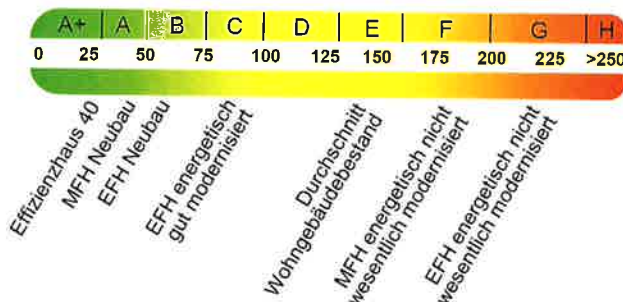 A+ A B C D E F G H
0 25 50 75 100 125 150 175 200 225 >250
Effizienzhaus 40
MFH Neubau
EFH Neubau
EFH energetisch
gut modernisiert
Durchschnitt
Wohngebäudebestand
MFH energetisch nicht
wesentlich modernisiert
EFH energetisch nicht
wesentlich modernisiert